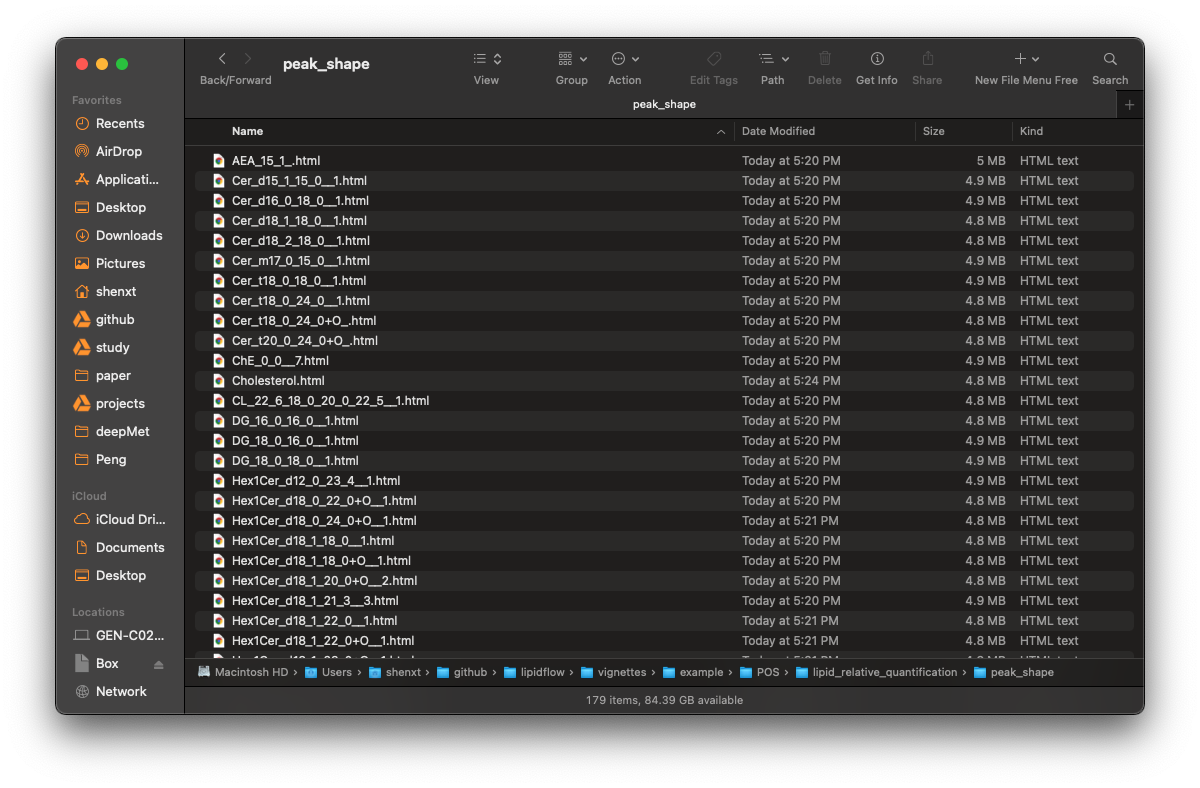 Back/Forward
peak_shape
View
Group
Action
Edit Tags
Path
Delete
Get Info
Share
New File Menu Free
Search
peak_shape
Favorites
Recents
AirDrop
Applicati...
Desktop
Downloads
Pictures
shenxt
github
study
paper
projects
deepMet
Peng
iCloud
iCloud Dri...
Documents
Desktop
Locations
GEN-C02...
Box
Network
Name Date Modified Size Kind
AEA_15_1_.html Today at 5:20 PM 5 MB HTML text
Cer_d15_1_15_0__1.html Today at 5:20 PM 4.9 MB HTML text
Cer_d16_0_18_0__1.html Today at 5:20 PM 4.9 MB HTML text
Cer_d18_1_18_0__1.html Today at 5:20 PM 4.8 MB HTML text
Cer_d18_2_18_0__1.html Today at 5:20 PM 4.8 MB HTML text
Cer_m17_0_15_0__1.html Today at 5:20 PM 4.8 MB HTML text
Cer_t18_0_18_0__1.html Today at 5:20 PM 4.9 MB HTML text
Cer_t18_0_24_0__1.html Today at 5:20 PM 4.8 MB HTML text
Cer_t18_0_24_0+O_.html Today at 5:20 PM 4.8 MB HTML text
Cer_t20_0_24_0+O_.html Today at 5:20 PM 4.8 MB HTML text
ChE_0_0__7.html Today at 5:20 PM 4.9 MB HTML text
Cholesterol.html Today at 5:24 PM 4.8 MB HTML text
CL_22_6_18_0_20_0_22_5__1.html Today at 5:20 PM 4.8 MB HTML text
DG_16_0_16_0__1.html Today at 5:20 PM 4.8 MB HTML text
DG_18_0_16_0__1.html Today at 5:20 PM 4.9 MB HTML text
DG_18_0_18_0__1.html Today at 5:20 PM 4.9 MB HTML text
Hex1Cer_d12_0_23_4__1.html Today at 5:20 PM 4.9 MB HTML text
Hex1Cer_d18_0_22_0+O__1.html Today at 5:20 PM 4.8 MB HTML text
Hex1Cer_d18_0_24_0+O__1.html Today at 5:21 PM 4.8 MB HTML text
Hex1Cer_d18_1_18_0__1.html Today at 5:20 PM 4.8 MB HTML text
Hex1Cer_d18_1_18_0+O__1.html Today at 5:20 PM 4.8 MB HTML text
Hex1Cer_d18_1_20_0+O__2.html Today at 5:20 PM 4.8 MB HTML text
Hex1Cer_d18_1_21_3__3.html Today at 5:20 PM 4.9 MB HTML text
Hex1Cer_d18_1_22_0__1.html Today at 5:21 PM 4.8 MB HTML text
Hex1Cer_d18_1_22_0+O__1.html Today at 5:21 PM 4.8 MB HTML text
Macintosh HD › Users › shenxt › github › lipidflow › vignettes › example › POS › lipid_relative_quantification › peak_shape
179 items, 84.39 GB available